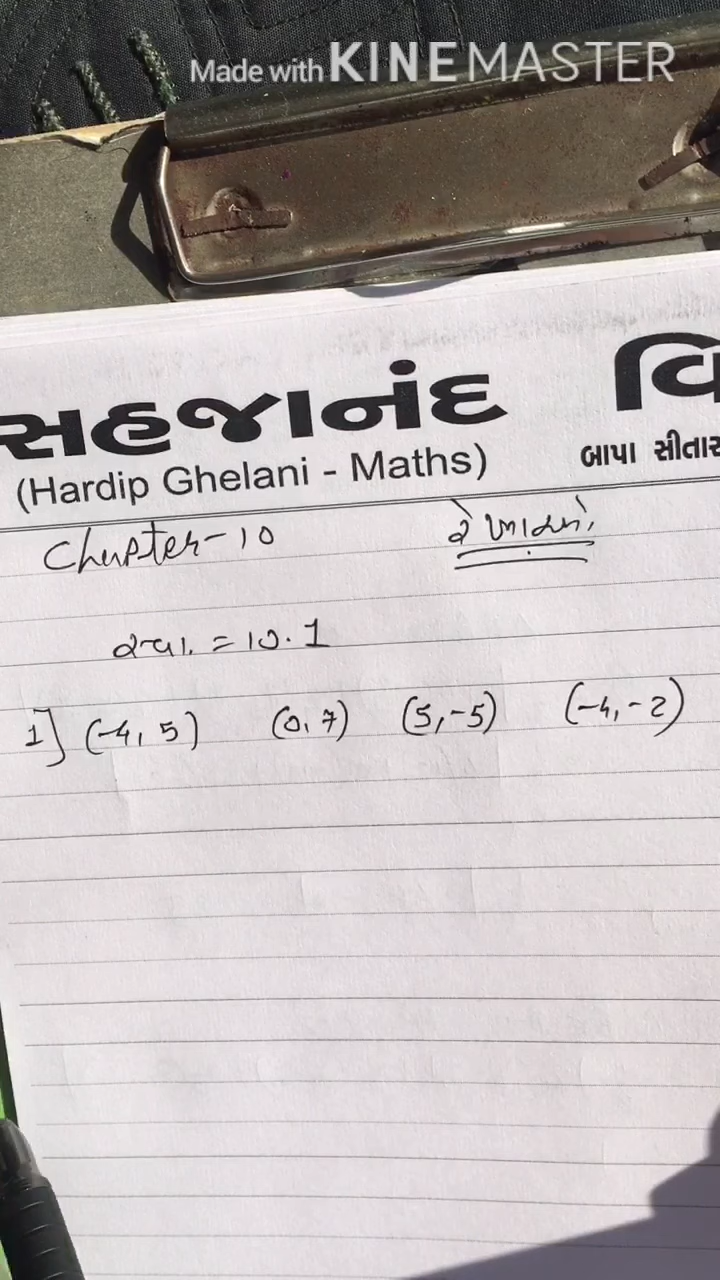 Made with KINEMASTER
સહજાનંદ વિ
(Hardip Ghelani - Maths) બાપા સીતારા
Chapter-10 રેખાઓ
સ્વા. = 10.1
1] (-4, 5) (0, 7) (5, -5) (-4, -2)